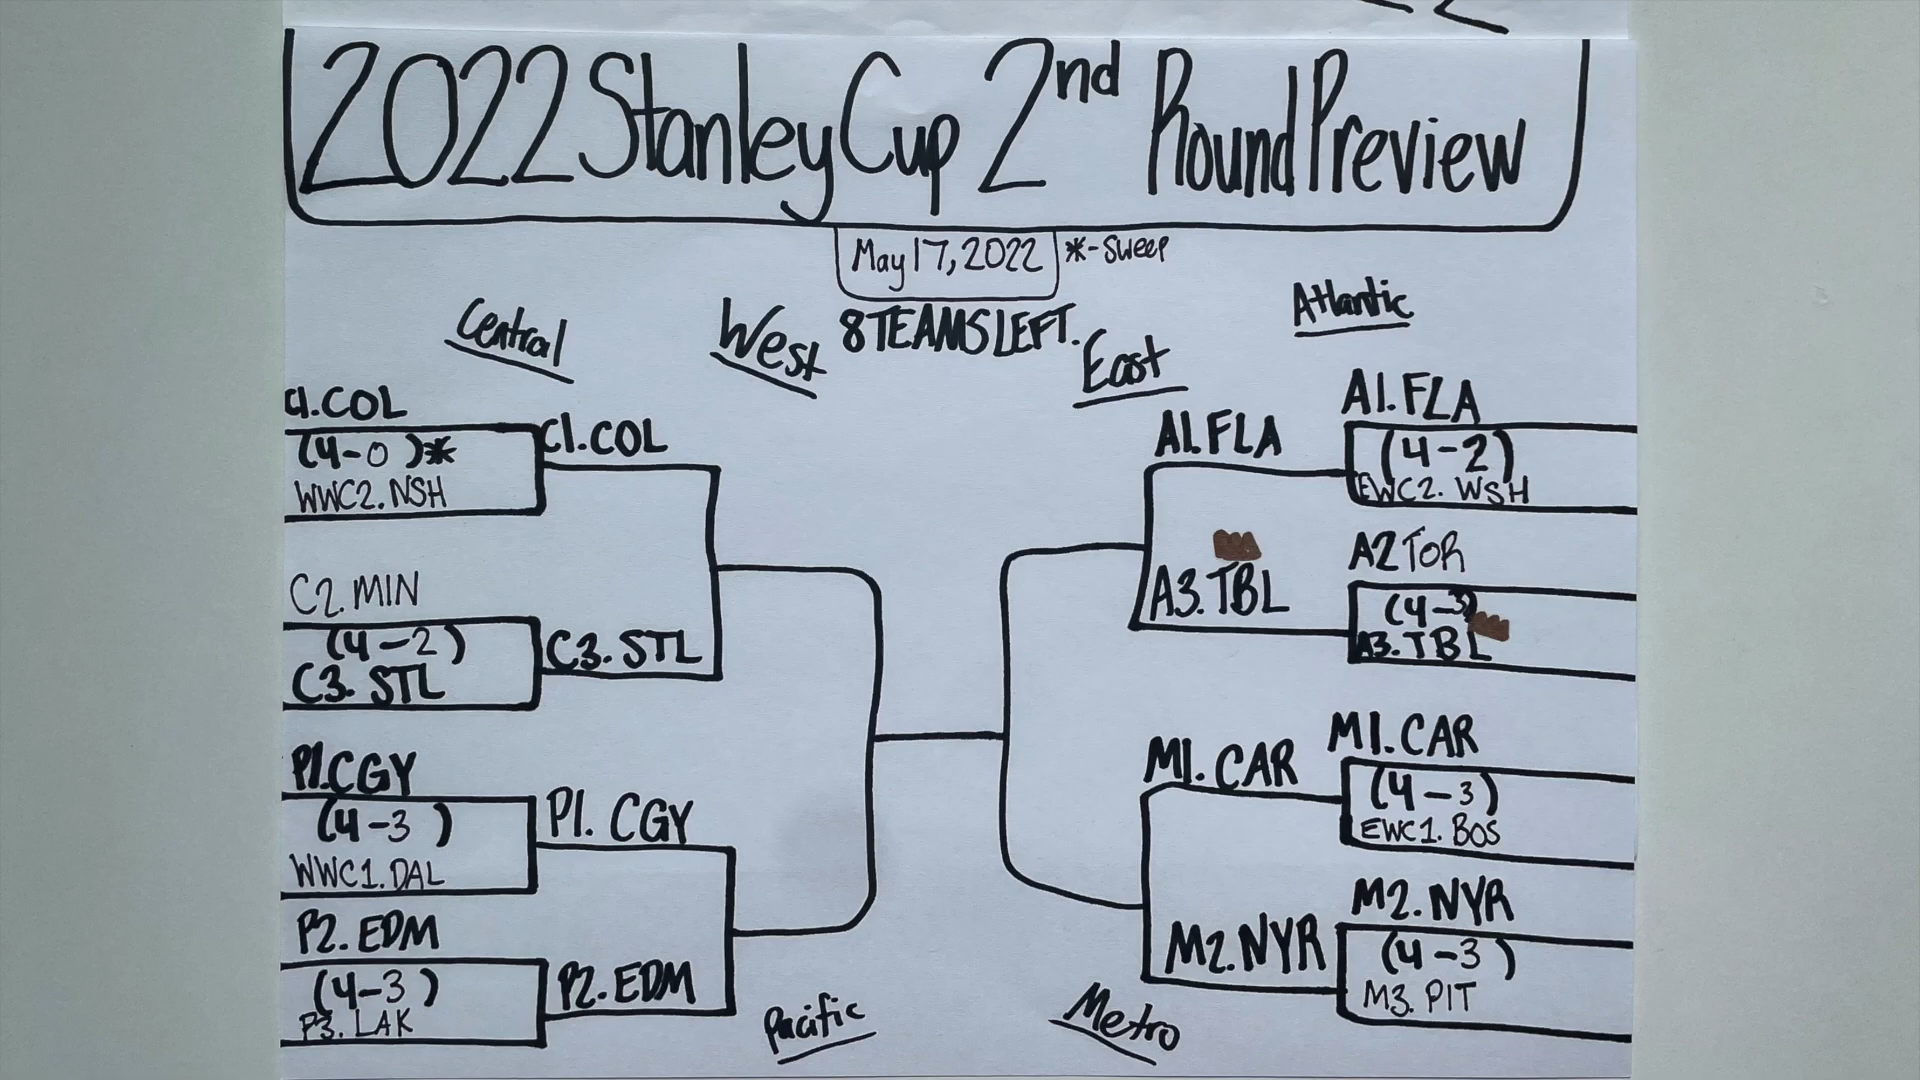 2022 Stanley Cup 2nd Round Preview
May 17, 2022
*-Sweep
8 TEAMS LEFT.
Central
West
East
Atlantic
C1.COL
(4-0)*
WWC2.NSH
C1.COL
C2.MIN
(4-2)
C3.STL
C3.STL
P1.CGY
(4-3)
WWC1.DAL
P1.CGY
P2.EDM
(4-3)
P3.LAK
P2.EDM
Pacific
A1.FLA
A1.FLA
(4-2)
EWC2. WSH
A2 TOR
(4-3)
A3.TBL
A3.TBL
M1.CAR
M1.CAR
(4-3)
EWC1. BOS
M2.NYR
M2.NYR
(4-3)
M3. PIT
Metro